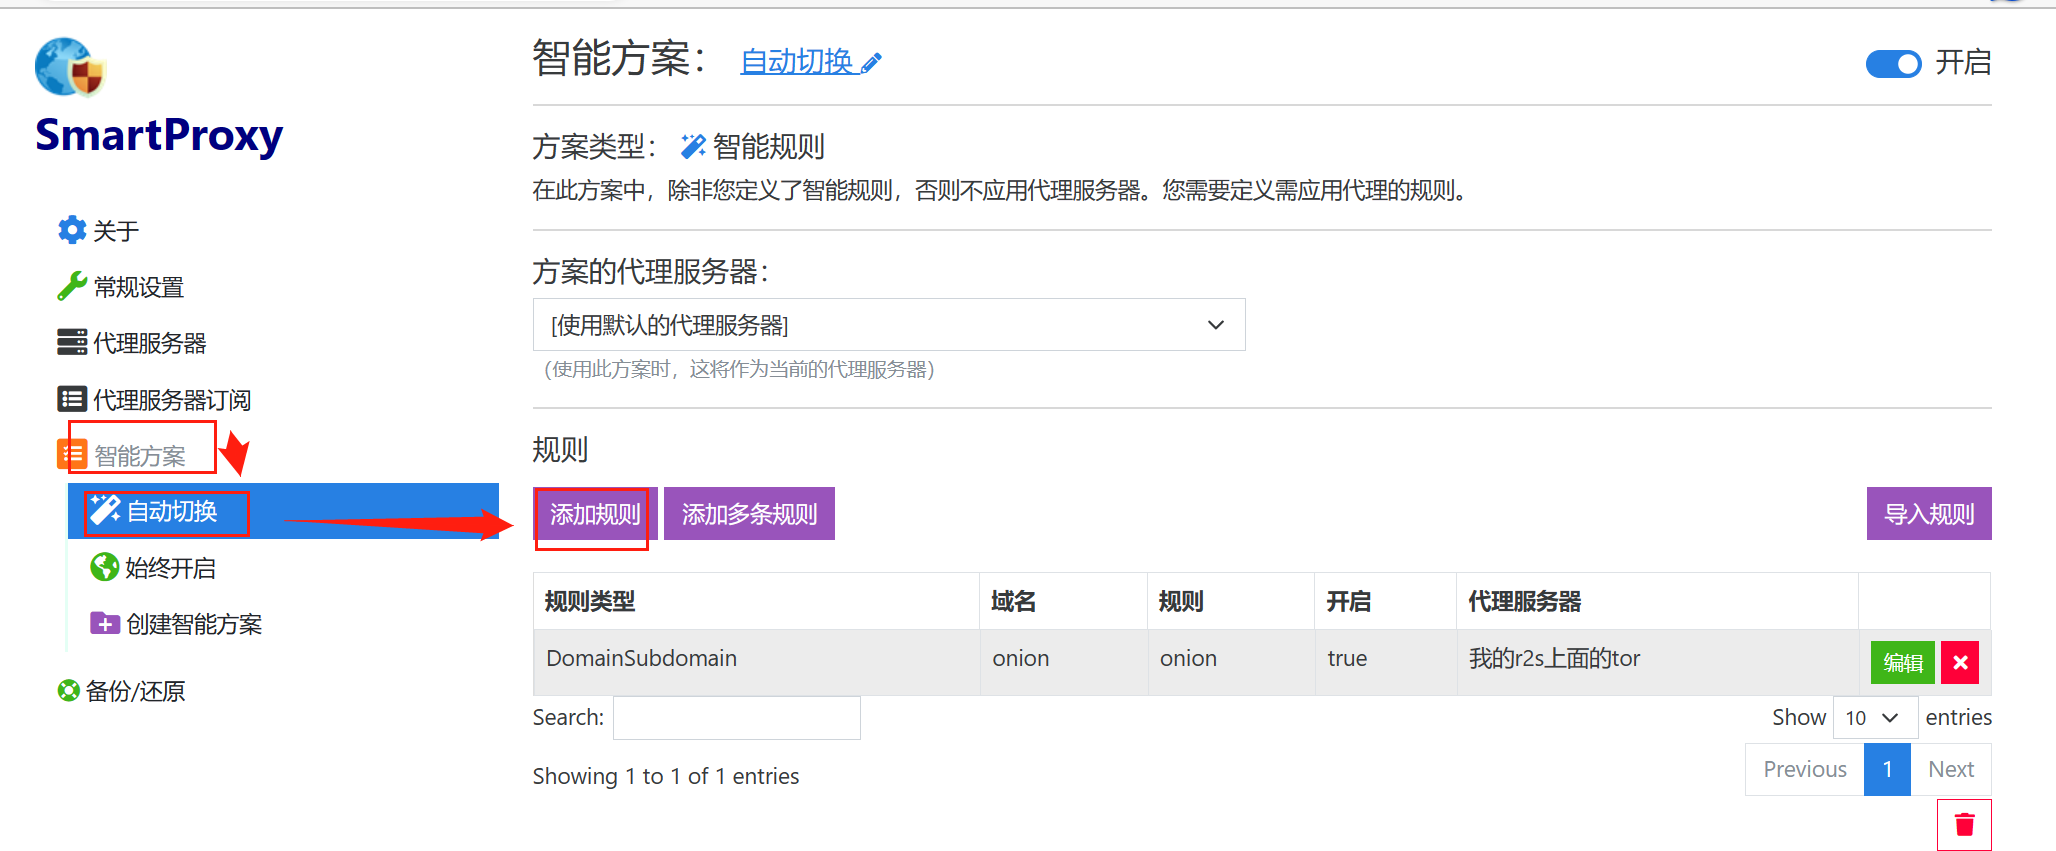 SmartProxy
关于
常规设置
代理服务器
代理服务器订阅
智能方案
自动切换
始终开启
创建智能方案
备份/还原
智能方案： 自动切换 开启
方案类型： 智能规则
在此方案中，除非您定义了智能规则，否则不应用代理服务器。您需要定义需应用代理的规则。
方案的代理服务器：
[使用默认的代理服务器]
（使用此方案时，这将作为当前的代理服务器）
规则
添加规则 添加多条规则 导入规则
规则类型 域名 规则 开启 代理服务器
DomainSubdomain onion onion true 我的r2s上面的tor 编辑
Search: Show 10 entries
Showing 1 to 1 of 1 entries Previous 1 Next